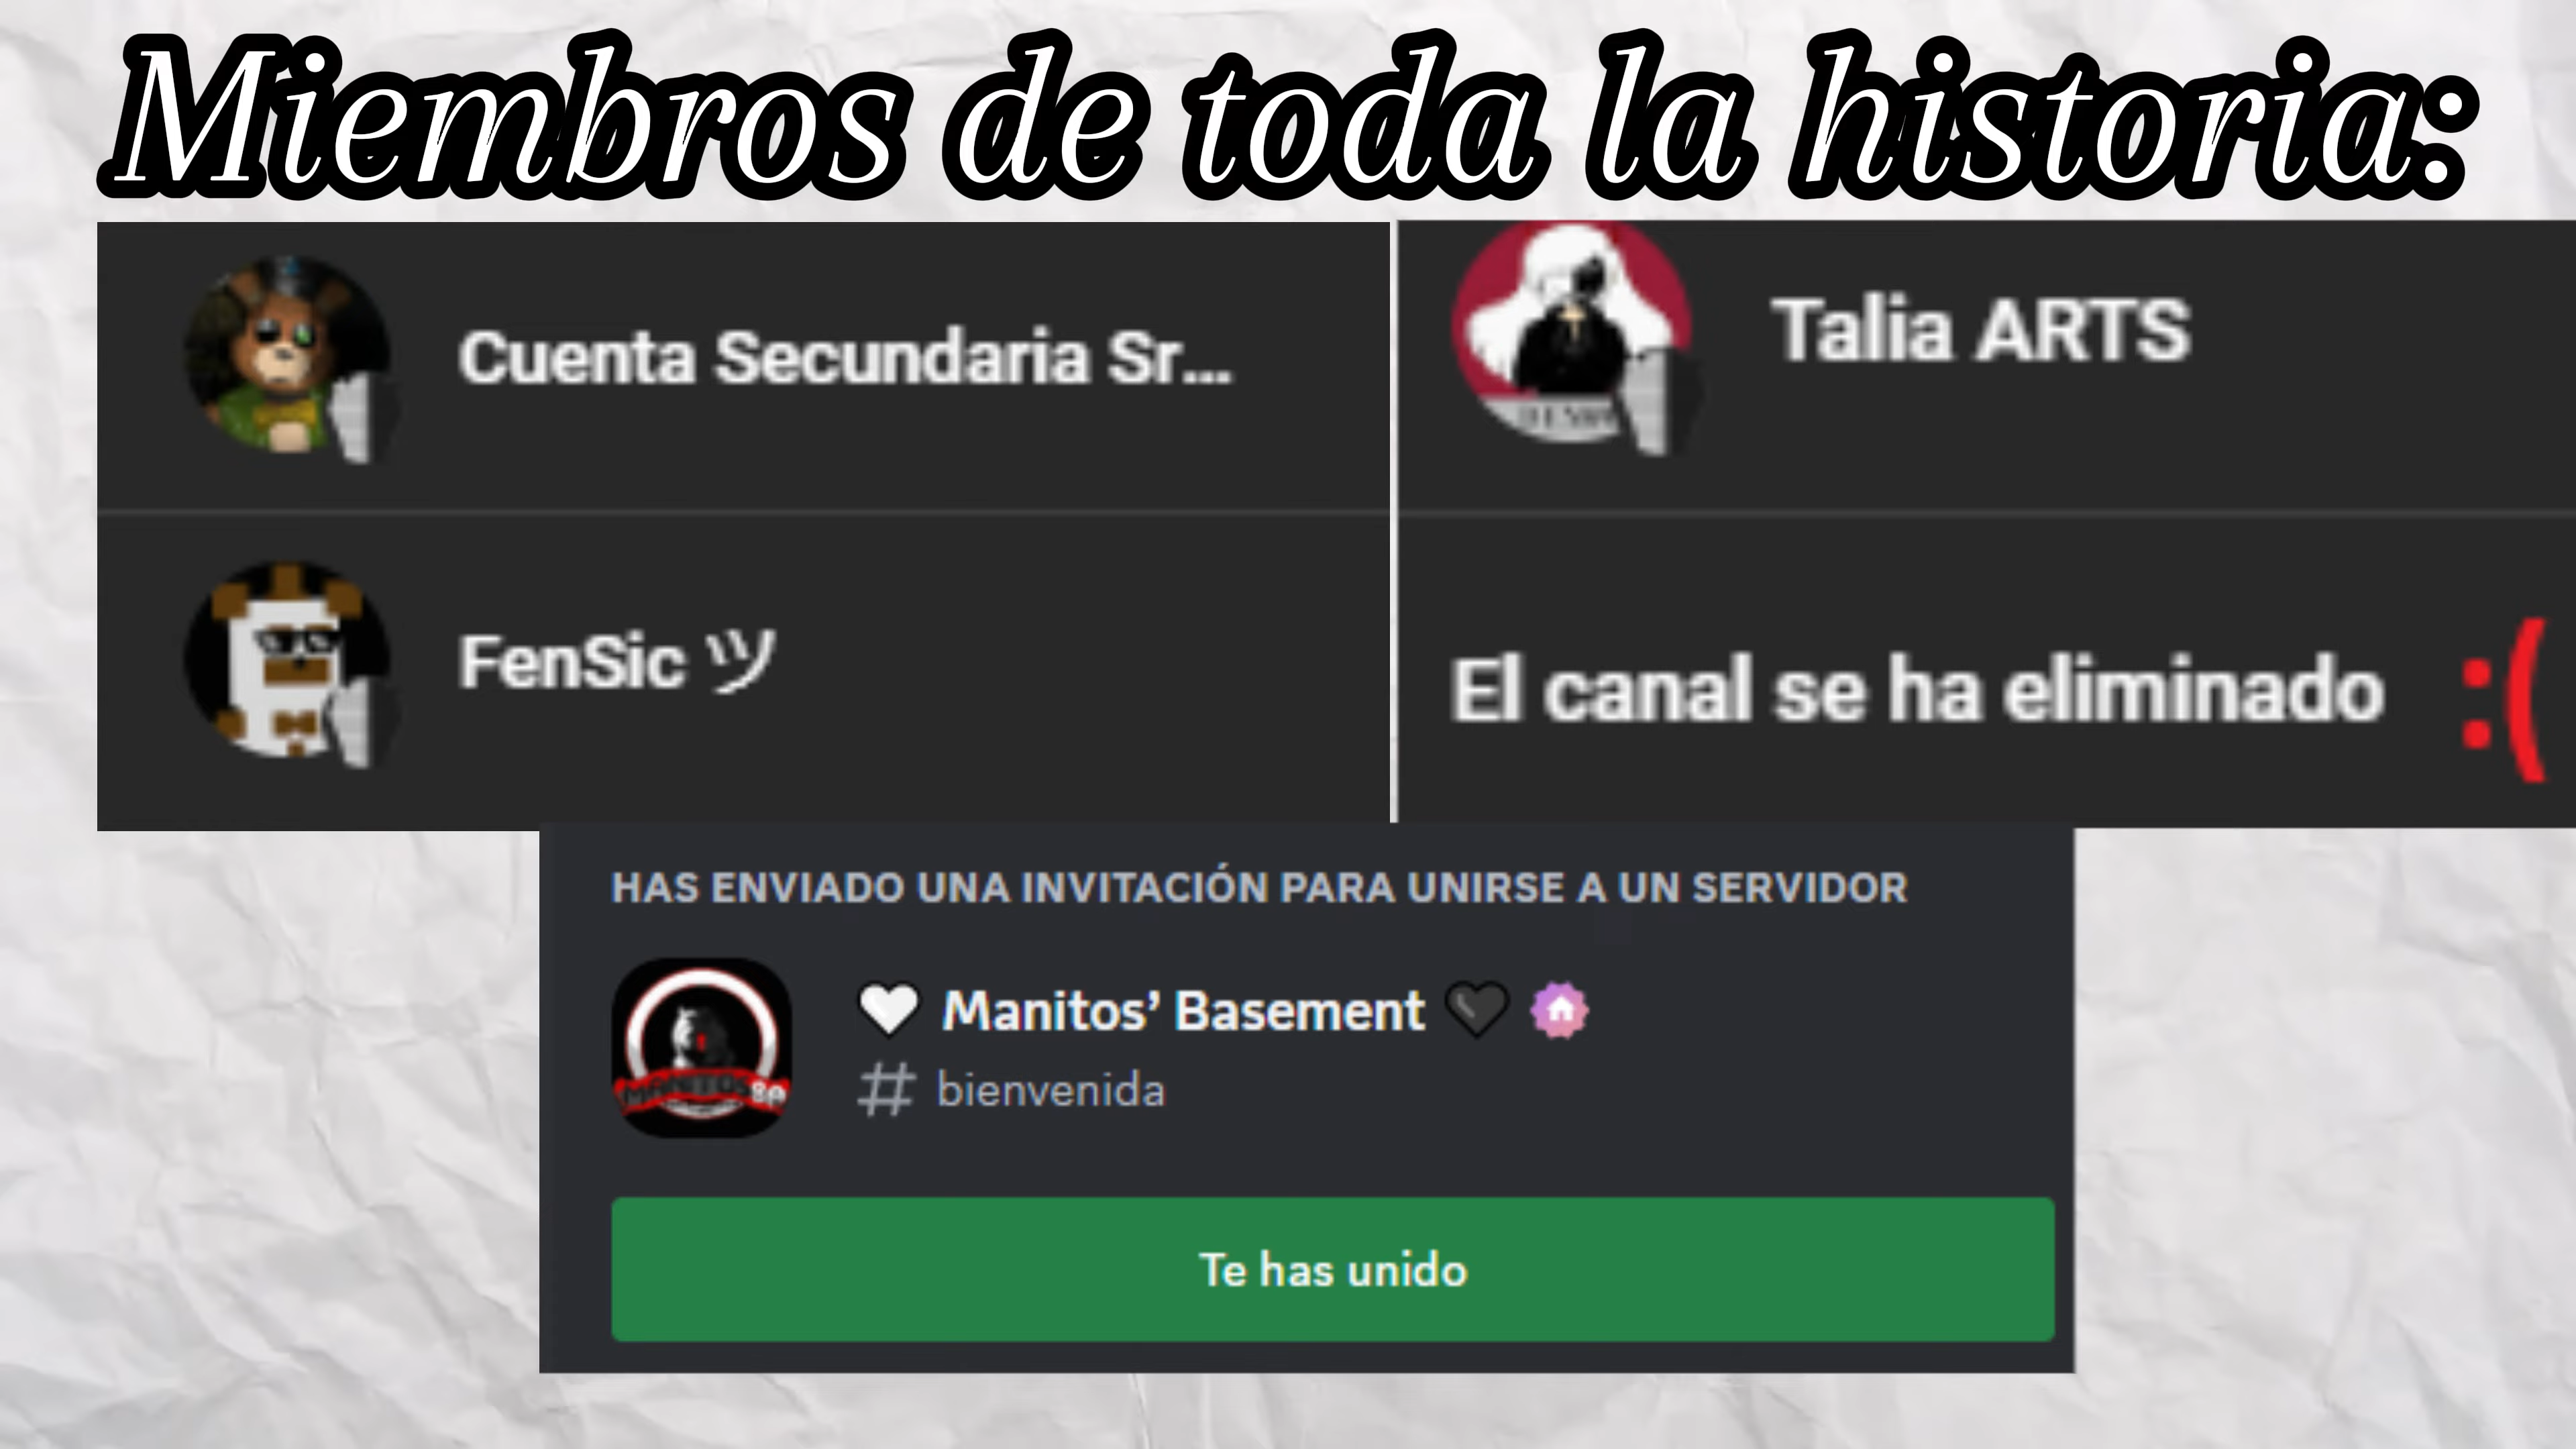 Miembros de toda la historia:
Cuenta Secundaria Sr...
FenSic ツ
Talia ARTS
El canal se ha eliminado :(
HAS ENVIADO UNA INVITACIÓN PARA UNIRSE A UN SERVIDOR
Manitos’ Basement
# bienvenida
Te has unido